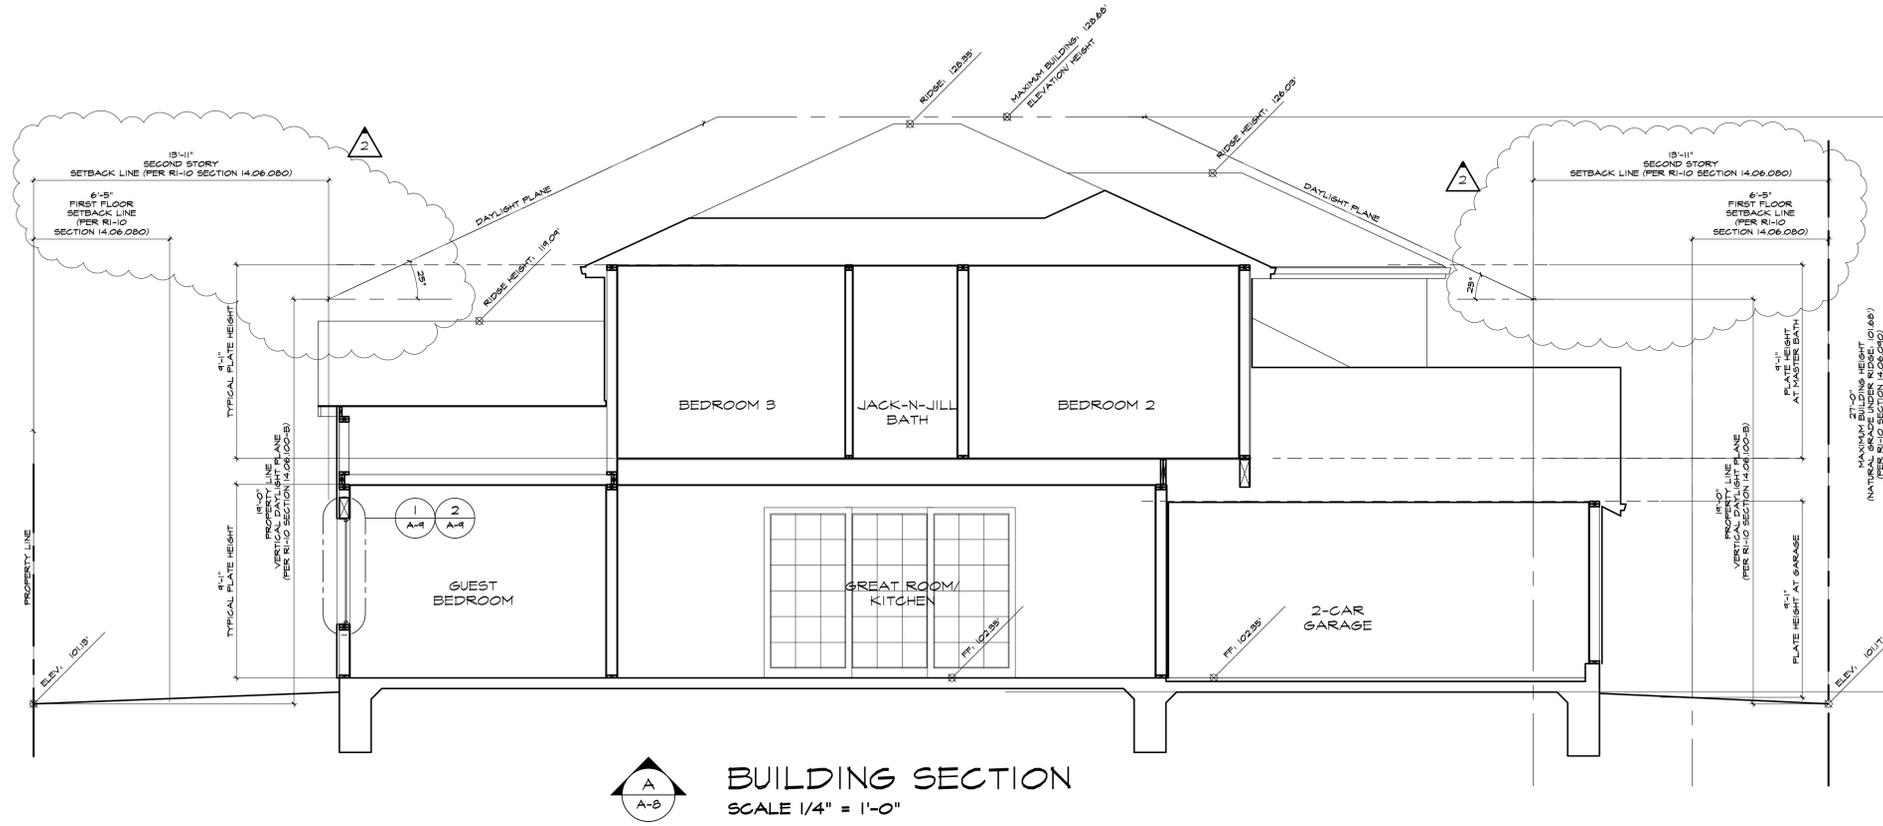 RIDGE: 128.35'
MAXIMUM BUILDING, 128.68'
ELEVATION/ HEIGHT
RIDGE HEIGHT: 126.03'
2
13'-11"
SECOND STORY
SETBACK LINE (PER R1-10 SECTION 14.06.080)
6'-5"
FIRST FLOOR
SETBACK LINE
(PER R1-10
SECTION 14.06.080)
DAYLIGHT PLANE
25°
RIDGE HEIGHT: 119.09'
DAYLIGHT PLANE
25°
2
13'-11"
SECOND STORY
SETBACK LINE (PER R1-10 SECTION 14.06.080)
6'-5"
FIRST FLOOR
SETBACK LINE
(PER R1-10
SECTION 14.06.080)
9'-1"
TYPICAL PLATE HEIGHT
BEDROOM 3
JACK-N-JILL
BATH
BEDROOM 2
9'-1"
PLATE HEIGHT
AT MASTER BATH
27'-0"
MAXIMUM BUILDING HEIGHT
(NATURAL GRADE UNDER RIDGE: 101.68')
(PER R1-10 SECTION 14.06.090)
PROPERTY LINE
9'-1"
TYPICAL PLATE HEIGHT
19'-0"
PROPERTY LINE
VERTICAL DAYLIGHT PLANE
(PER R1-10 SECTION 14.06.100-B)
1
A-9
2
A-9
GUEST
BEDROOM
GREAT ROOM/
KITCHEN
2-CAR
GARAGE
19'-0"
PROPERTY LINE
VERTICAL DAYLIGHT PLANE
(PER R1-10 SECTION 14.06.100-B)
9'-1"
PLATE HEIGHT AT GARAGE
ELEV: 101.13'
FF: 102.35'
FF: 102.35'
ELEV: 101.17'
A
A-8
BUILDING SECTION
SCALE 1/4" = 1'-0"